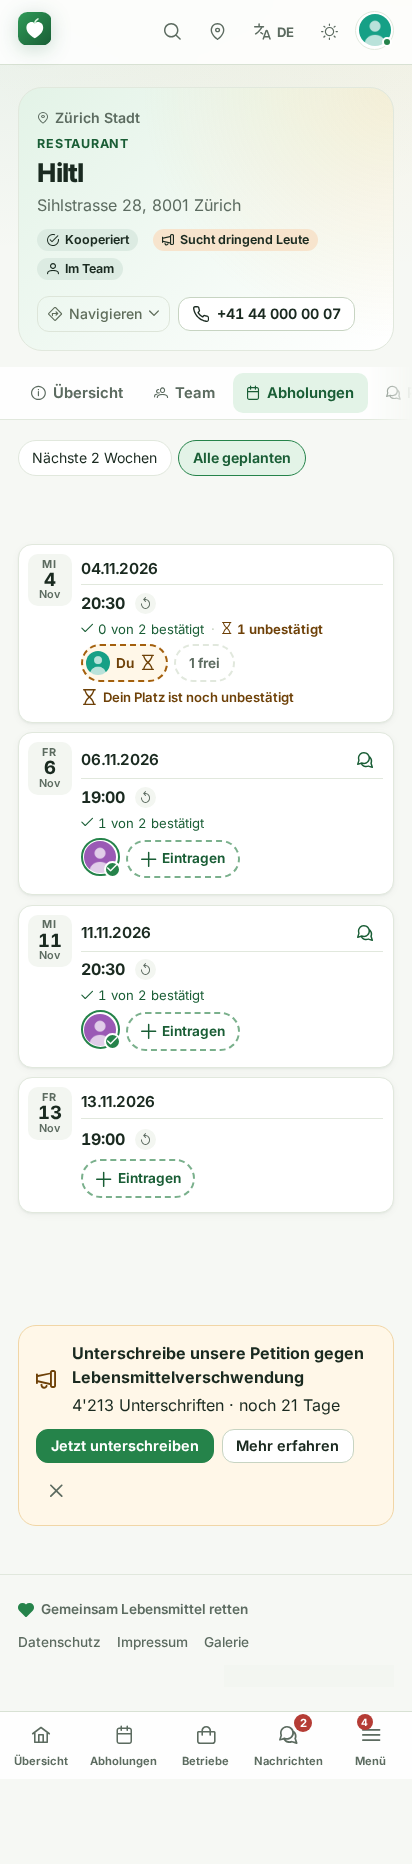 DE
Zürich Stadt
RESTAURANT
Hiltl
Sihlstrasse 28, 8001 Zürich
Kooperiert
Sucht dringend Leute
Im Team
Navigieren
+41 44 000 00 07
Übersicht Team Abholungen
Nächste 2 Wochen Alle geplanten
MI
4
Nov
04.11.2026
20:30
0 von 2 bestätigt · 1 unbestätigt
Du 1 frei
Dein Platz ist noch unbestätigt
FR
6
Nov
06.11.2026
19:00
1 von 2 bestätigt
Eintragen
MI
11
Nov
11.11.2026
20:30
1 von 2 bestätigt
Eintragen
FR
13
Nov
13.11.2026
19:00
Eintragen
Unterschreibe unsere Petition gegen
Lebensmittelverschwendung
4'213 Unterschriften · noch 21 Tage
Jetzt unterschreiben Mehr erfahren
Gemeinsam Lebensmittel retten
Datenschutz Impressum Galerie
2 4
Übersicht Abholungen Betriebe Nachrichten Menü